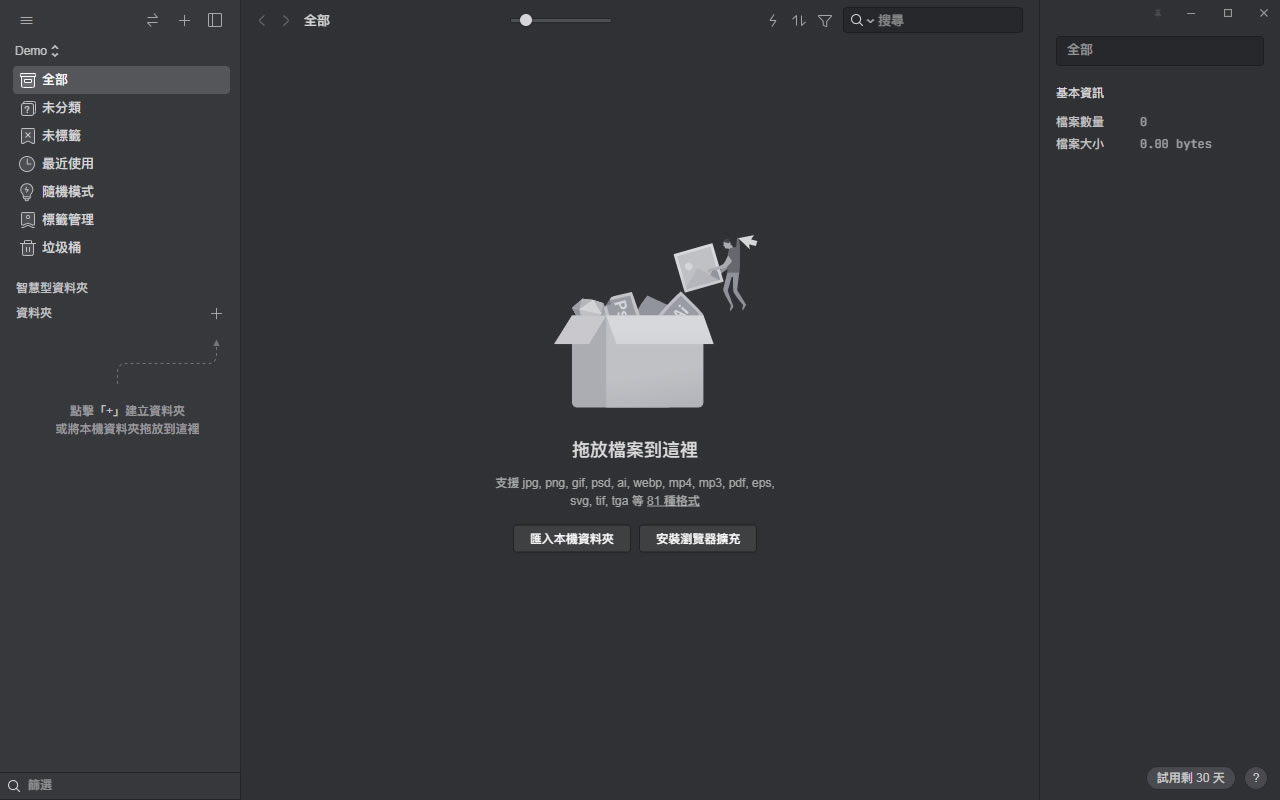 Demo
全部
未分類
未標籤
最近使用
隨機模式
標籤管理
垃圾桶
智慧型資料夾
資料夾
點擊「+」建立資料夾
或將本機資料夾拖放到這裡
篩選
全部
搜尋
Ps
Ai
拖放檔案到這裡
支援 jpg, png, gif, psd, ai, webp, mp4, mp3, pdf, eps,
svg, tif, tga 等 81 種格式
匯入本機資料夾
安裝瀏覽器擴充
全部
基本資訊
檔案數量 0
檔案大小 0.00 bytes
試用剩 30 天
?